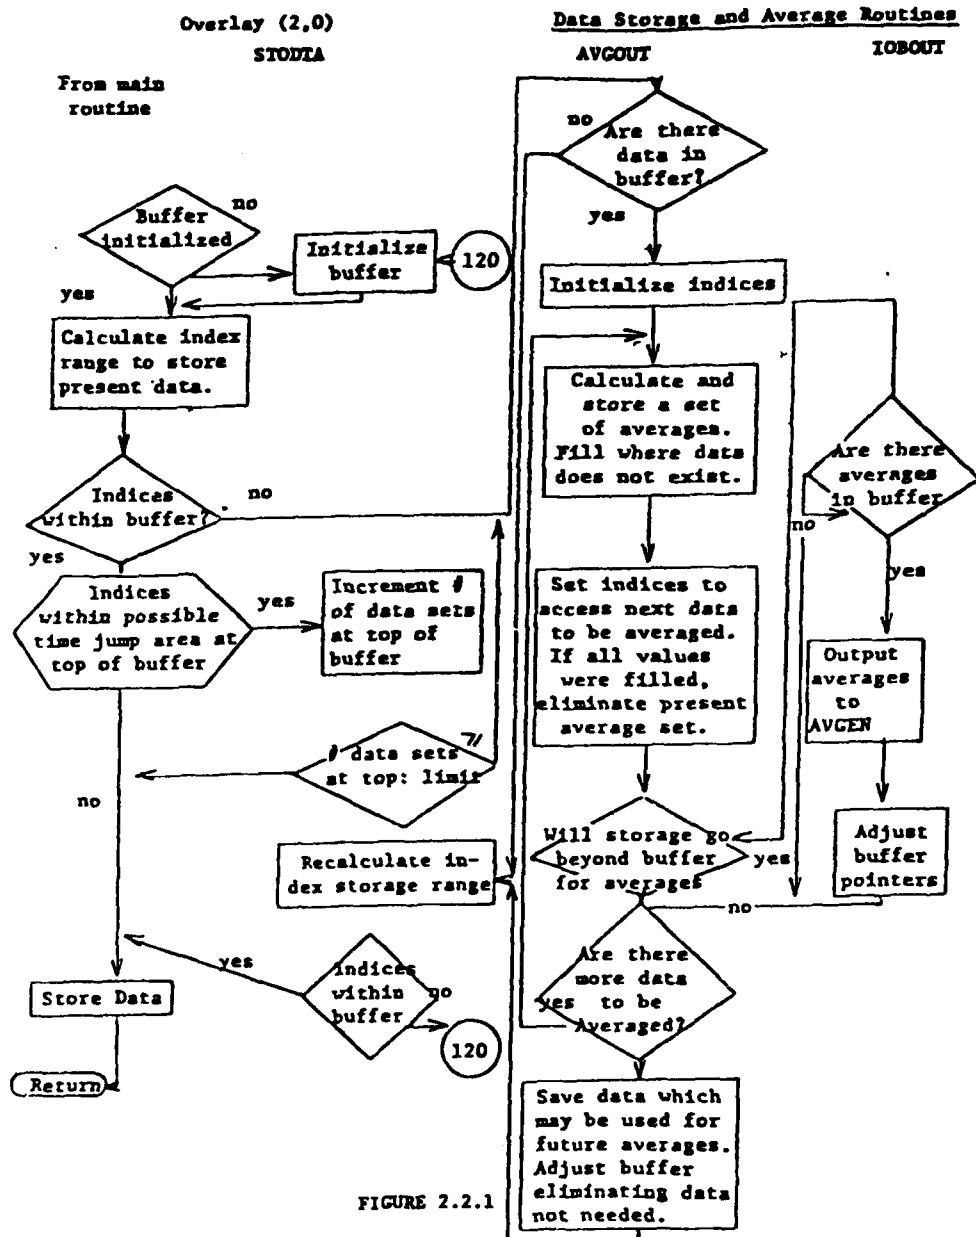 Overlay (2,0)
Data Storage and Average Routines
STODTA
AVGOUT
IOBOUT
From main
routine
Buffer
initialized
no
yes
Initialize
buffer
120
Calculate index
range to store
present data.
Indices
within buffer?
no
yes
Indices
within possible
time jump area at
top of buffer
yes
no
Increment #
of data sets
at top of
buffer
# data sets
at top: limit
≥
Recalculate in-
dex storage range
Indices
within
buffer
yes
no
120
Store Data
Return
Are there
data in
buffer?
no
yes
Initialize indices
Calculate and
store a set
of averages.
Fill where data
does not exist.
Set indices to
access next data
to be averaged.
If all values
were filled,
eliminate present
average set.
Will storage go
beyond buffer
for averages
yes
no
Are there
more data
to be
Averaged?
yes
Save data which
may be used for
future averages.
Adjust buffer
eliminating data
not needed.
Are there
averages
in buffer
no
yes
Output
averages
to
AVGEN
Adjust
buffer
pointers
FIGURE 2.2.1